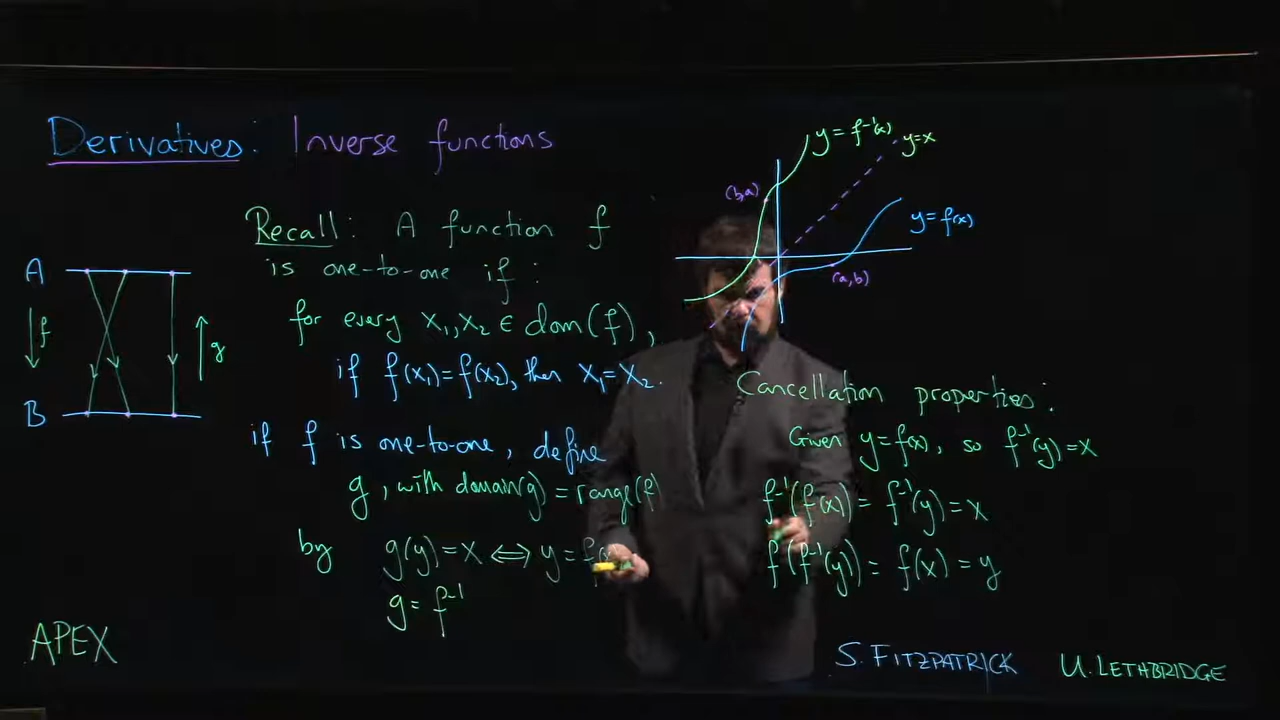 Derivatives: Inverse functions
Recall: A function f
is one-to-one if:
for every x₁, x₂ ∈ dom(f),
if f(x₁)=f(x₂), then x₁=x₂.
if f is one-to-one, define
g, with domain(g) = range(f)
by g(y)=x ⇔ y=f(x
g = f⁻¹
A
f
g
B
y=f⁻¹(x)
y=x
(b,a)
y=f(x)
(a,b)
Cancellation properties:
Given y=f(x), so f⁻¹(y)=x
f⁻¹(f(x))= f⁻¹(y)=x
f(f⁻¹(y))= f(x)=y
APEX
S. FITZPATRICK
U. LETHBRIDGE